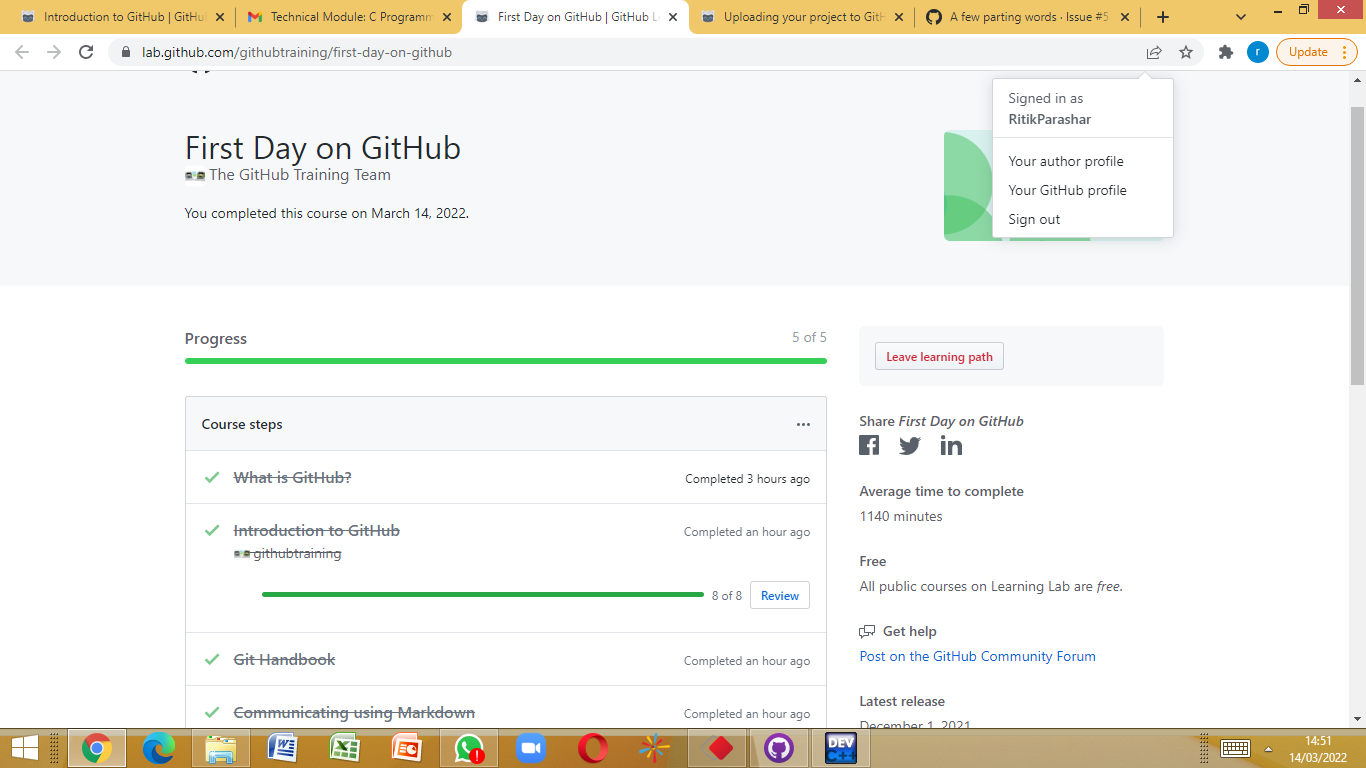 Introduction to GitHub | GitHu
Technical Module: C Programm
First Day on GitHub | GitHub Le
Uploading your project to GitH
A few parting words · Issue #5
lab.github.com/githubtraining/first-day-on-github
r
Update
Signed in as
RitikParashar
Your author profile
Your GitHub profile
Sign out
First Day on GitHub
The GitHub Training Team
You completed this course on March 14, 2022.
Progress
5 of 5
Leave learning path
Course steps
What is GitHub?
Completed 3 hours ago
Introduction to GitHub
Completed an hour ago
githubtraining
8 of 8
Review
Git Handbook
Completed an hour ago
Communicating using Markdown
Completed an hour ago
Share First Day on GitHub
Average time to complete
1140 minutes
Free
All public courses on Learning Lab are free.
Get help
Post on the GitHub Community Forum
Latest release
December 1, 2021
DEV
C++
14:51
14/03/2022